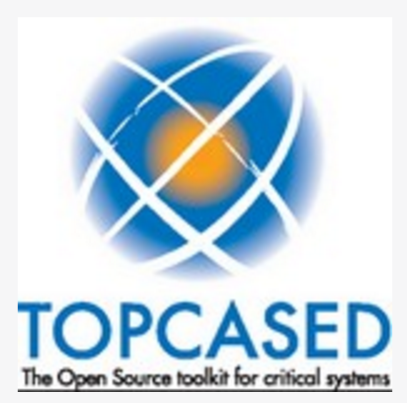 TOPCASED
The Open Source toolkit for critical systems